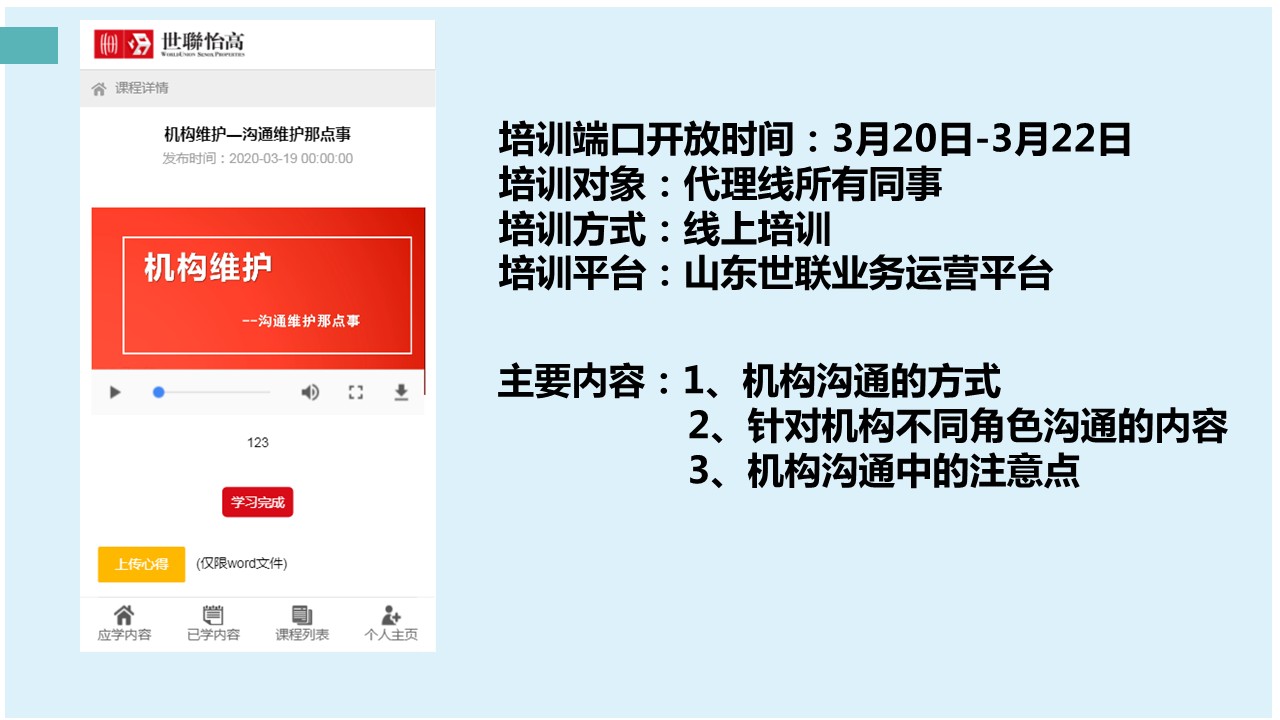 世聯怡高
WORLDUNION SENOL PROPERTIES
课程详情
机构维护—沟通维护那点事
发布时间：2020-03-19 00:00:00
机构维护
--沟通维护那点事
123
学习完成
上传心得 (仅限word文件)
应学内容 已学内容 课程列表 个人主页
培训端口开放时间：3月20日-3月22日
培训对象：代理线所有同事
培训方式：线上培训
培训平台：山东世联业务运营平台
主要内容：1、机构沟通的方式
2、针对机构不同角色沟通的内容
3、机构沟通中的注意点